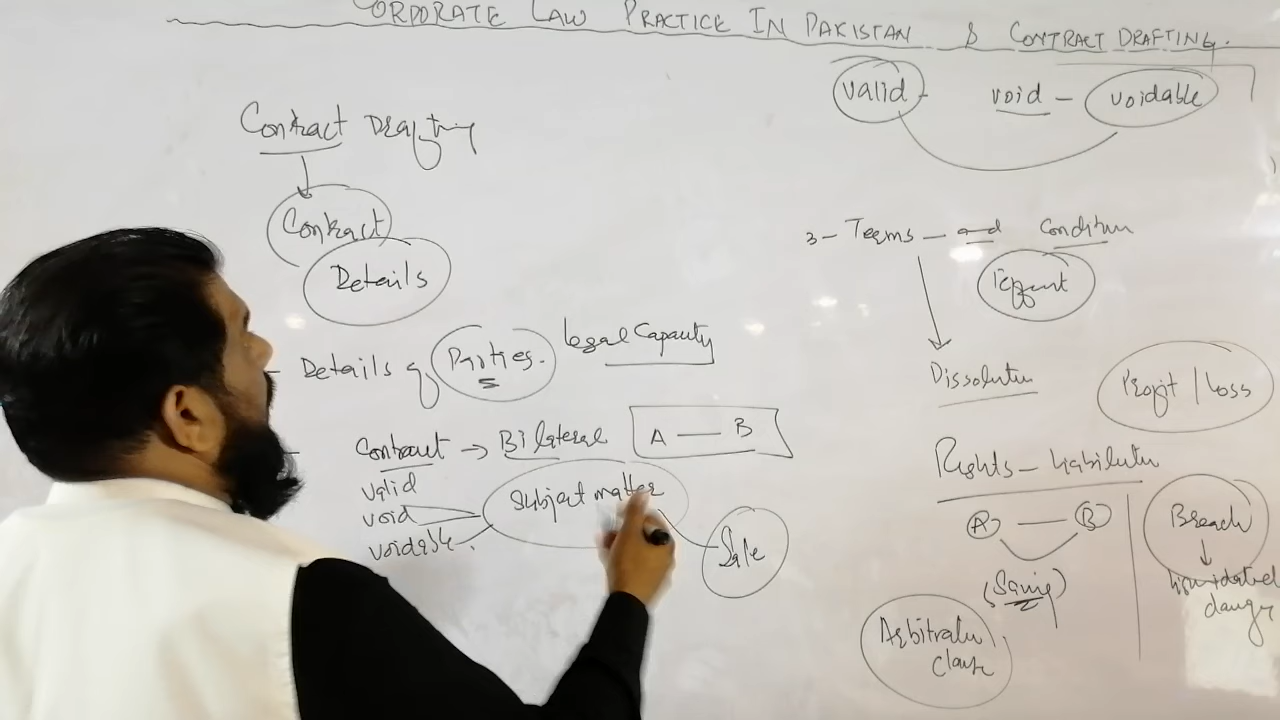 CORPORATE LAW PRACTICE IN PAKISTAN & CONTRACT DRAFTING.
Contract Drafting
Contract
Details
Details of Parties. legal Capacity
Contract → Bilateral A — B
valid
void
voidable.
Subject matter
Sale
valid - void - voidable
3 - Terms - and Condition
Dissolution
Profit / Loss
Rights - Liabilities
A — B
(Same)
Breach
liquidated
Arbitration
clause